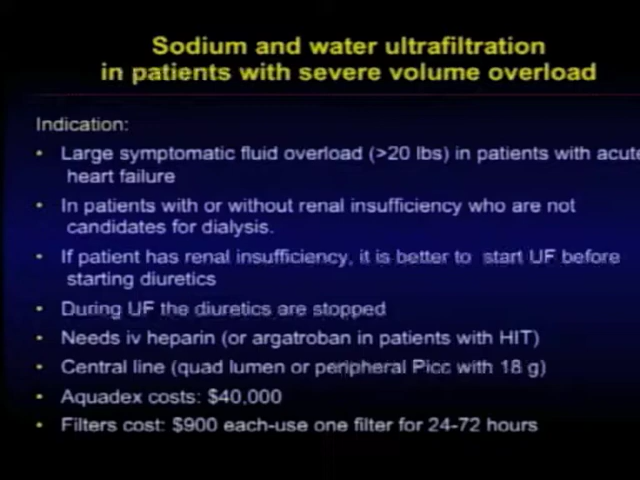 Sodium and water ultrafiltration
in patients with severe volume overload
Indication:
• Large symptomatic fluid overload (>20 lbs) in patients with acute
heart failure
• In patients with or without renal insufficiency who are not
candidates for dialysis.
• If patient has renal insufficiency, it is better to start UF before
starting diuretics
• During UF the diuretics are stopped
• Needs iv heparin (or argatroban in patients with HIT)
• Central line (quad lumen or peripheral Picc with 18 g)
• Aquadex costs: $40,000
• Filters cost: $900 each-use one filter for 24-72 hours